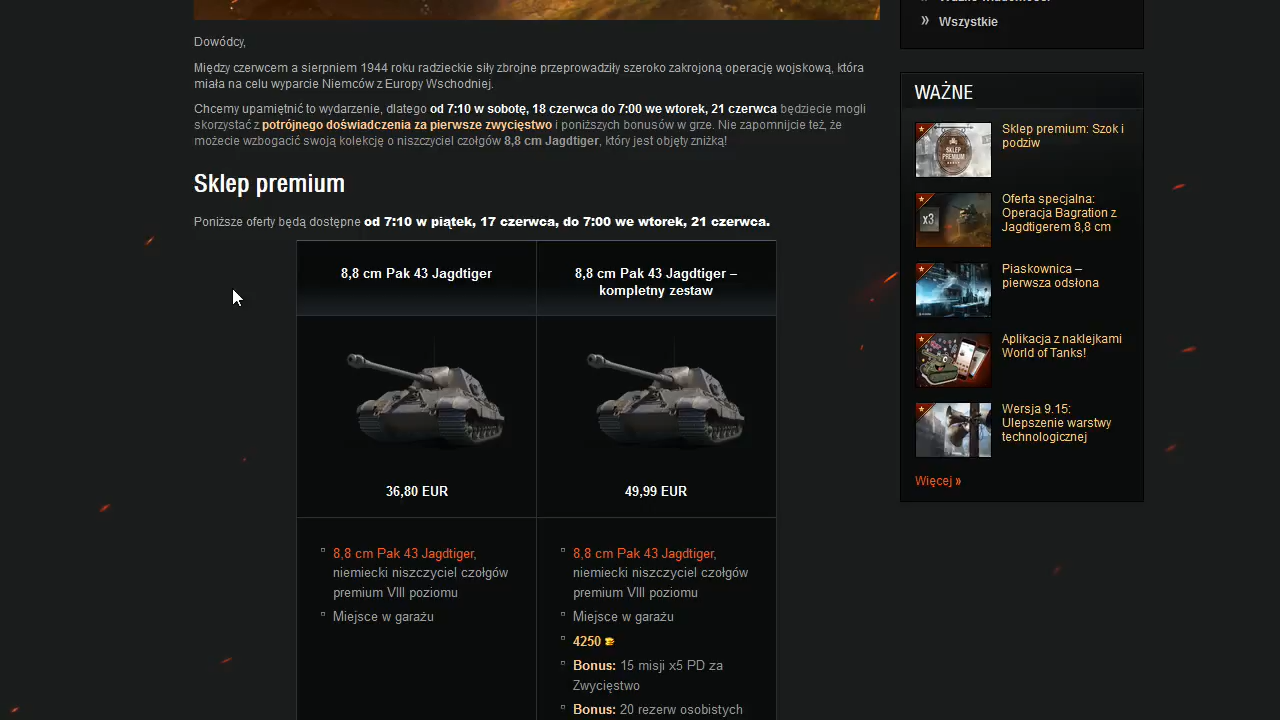 Dowódcy,
Między czerwcem a sierpniem 1944 roku radzieckie siły zbrojne przeprowadziły szeroko zakrojoną operację wojskową, która
miała na celu wyparcie Niemców z Europy Wschodniej.
Chcemy upamiętnić to wydarzenie, dlatego od 7:10 w sobotę, 18 czerwca do 7:00 we wtorek, 21 czerwca będziecie mogli
skorzystać z potrójnego doświadczenia za pierwsze zwycięstwo i poniższych bonusów w grze. Nie zapomnijcie też, że
możecie wzbogacić swoją kolekcję o niszczyciel czołgów 8,8 cm Jagdtiger, który jest objęty zniżką!
Sklep premium
Poniższe oferty będą dostępne od 7:10 w piątek, 17 czerwca, do 7:00 we wtorek, 21 czerwca.
8,8 cm Pak 43 Jagdtiger
36,80 EUR
8,8 cm Pak 43 Jagdtiger,
niemiecki niszczyciel czołgów
premium VIII poziomu
Miejsce w garażu
8,8 cm Pak 43 Jagdtiger –
kompletny zestaw
49,99 EUR
8,8 cm Pak 43 Jagdtiger,
niemiecki niszczyciel czołgów
premium VIII poziomu
Miejsce w garażu
4250
Bonus: 15 misji x5 PD za
Zwycięstwo
Bonus: 20 rezerw osobistych
Wszystkie
WAŻNE
SKLEP
PREMIUM
Sklep premium: Szok i
podziw
x3
Oferta specjalna:
Operacja Bagration z
Jagdtigerem 8,8 cm
Piaskownica –
pierwsza odsłona
Aplikacja z naklejkami
World of Tanks!
Wersja 9.15:
Ulepszenie warstwy
technologicznej
Więcej »